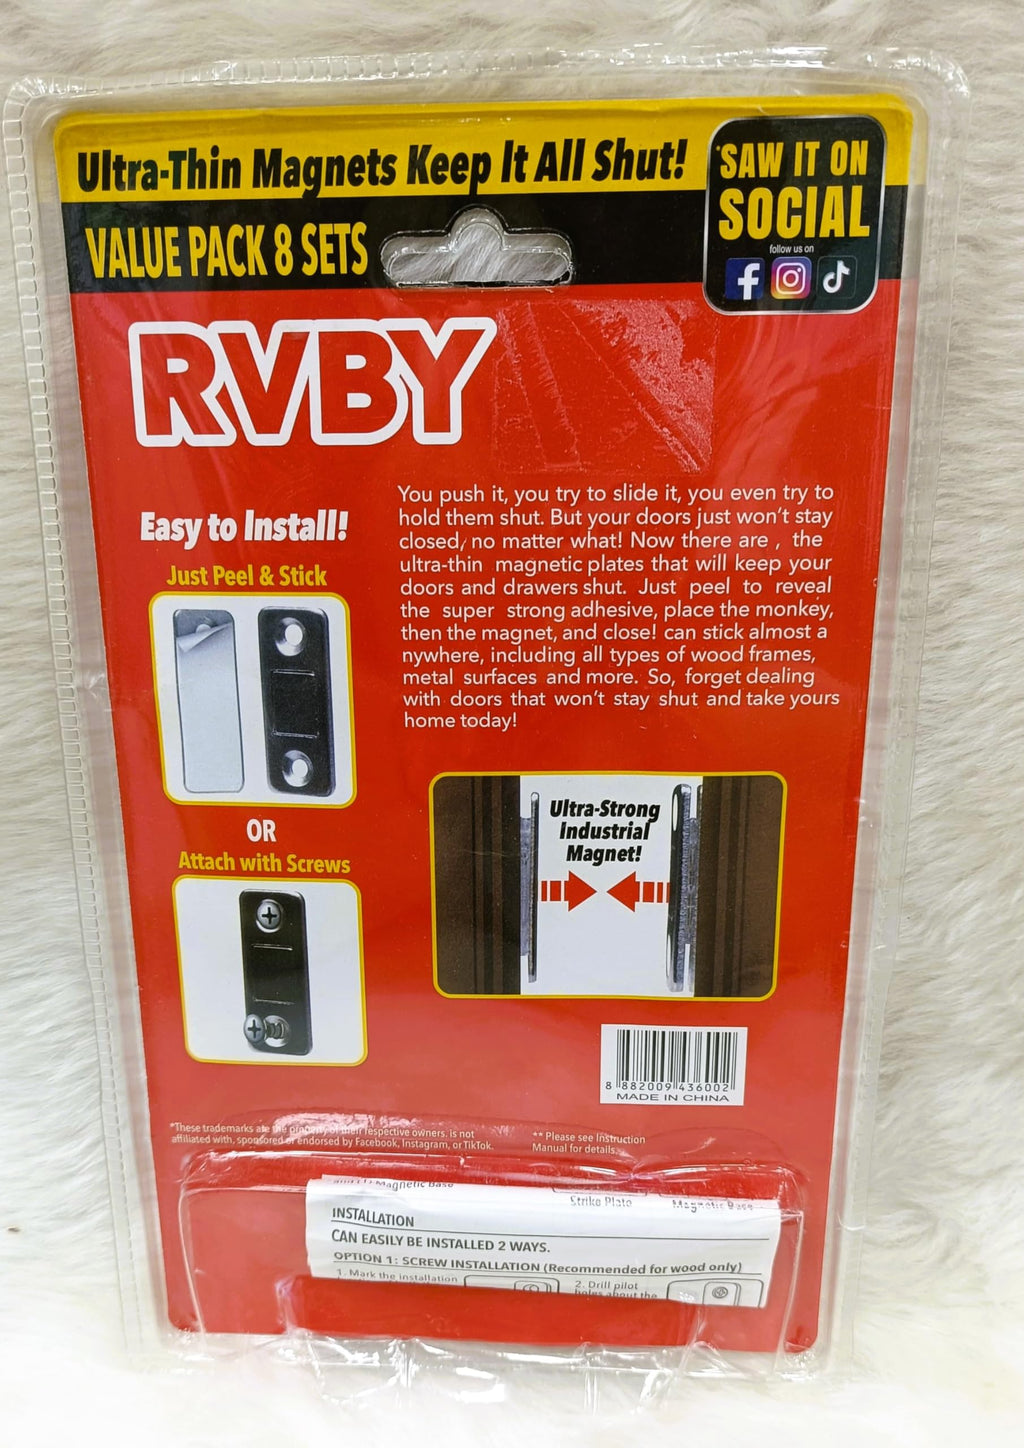 Ultra-Thin Magnets Keep It All Shut!
VALUE PACK 8 SETS
SAW IT ON
SOCIAL
follow us on
RVBY
Easy to Install!
Just Peel & Stick
OR
Attach with Screws
You push it, you try to slide it, you even try to
hold them shut. But your doors just won't stay
closed, no matter what! Now there are , the
ultra-thin magnetic plates that will keep your
doors and drawers shut. Just peel to reveal
the super strong adhesive, place the monkey,
then the magnet, and close! can stick almost a
nywhere, including all types of wood frames,
metal surfaces and more. So, forget dealing
with doors that won't stay shut and take yours
home today!
Ultra-Strong
Industrial
Magnet!
8 882009 436002
MADE IN CHINA
*These trademarks are the property of their respective owners. is not
affiliated with, sponsored or endorsed by Facebook, Instagram, or TikTok.
** Please see Instruction
Manual for details.
and (1) Magnetic Base
Strike Plate
Magnetic Base
INSTALLATION
CAN EASILY BE INSTALLED 2 WAYS.
OPTION 1: SCREW INSTALLATION (Recommended for wood only)
1. Mark the installation
2. Drill pilot
holes about the